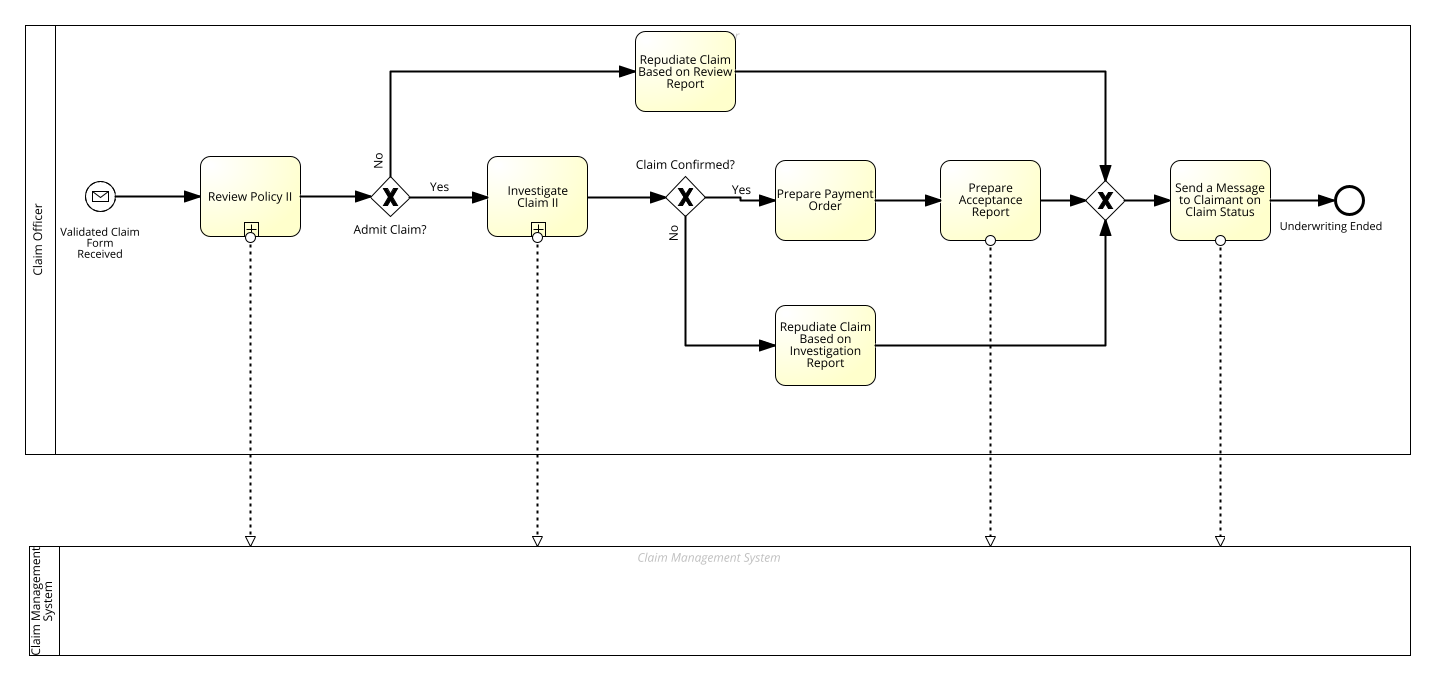 Claim Officer
Validated Claim
Form
Received
Review Policy II
No
Yes
Admit Claim?
Repudiate Claim
Based on Review
Report
Investigate
Claim II
Claim Confirmed?
Yes
No
Prepare Payment
Order
Prepare
Acceptance
Report
Repudiate Claim
Based on
Investigation
Report
Send a Message
to Claimant on
Claim Status
Underwriting Ended
Claim Management
System
Claim Management System